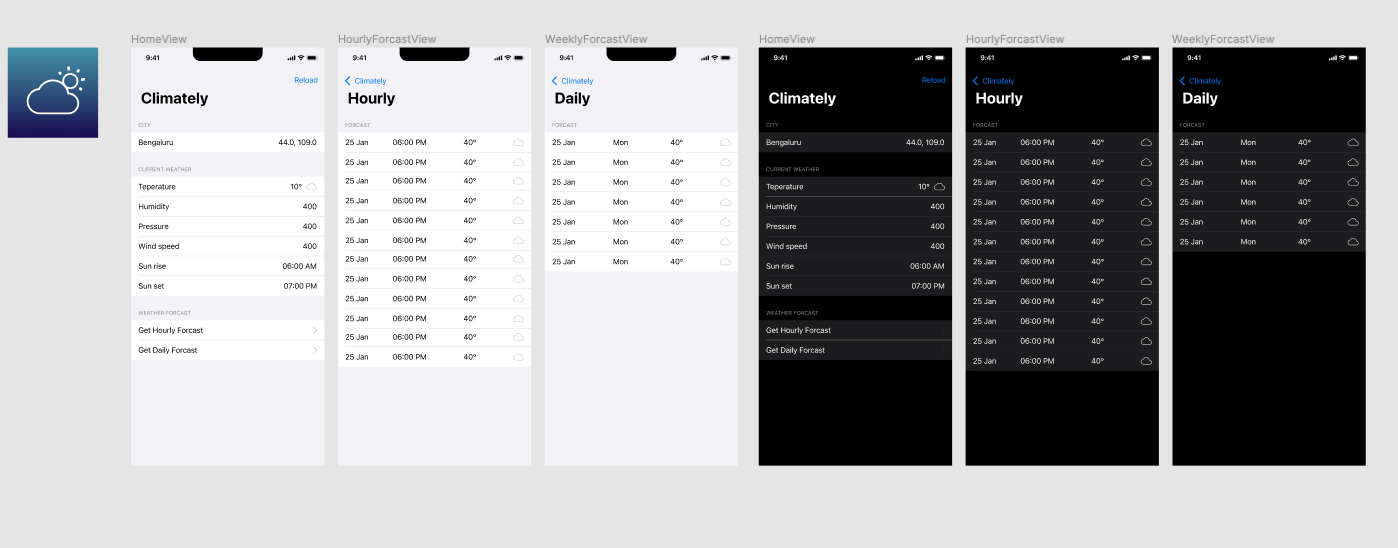 HomeView
9:41
Reload
Climately
CITY
Bengaluru 44.0, 109.0
CURRENT WEATHER
Teperature 10°
Humidity 400
Pressure 400
Wind speed 400
Sun rise 06:00 AM
Sun set 07:00 PM
WEATHER FORCAST
Get Hourly Forcast
Get Daily Forcast
HourlyForcastView
9:41
Climately
Hourly
FORCAST
25 Jan 06:00 PM 40°
25 Jan 06:00 PM 40°
25 Jan 06:00 PM 40°
25 Jan 06:00 PM 40°
25 Jan 06:00 PM 40°
25 Jan 06:00 PM 40°
25 Jan 06:00 PM 40°
25 Jan 06:00 PM 40°
25 Jan 06:00 PM 40°
25 Jan 06:00 PM 40°
25 Jan 06:00 PM 40°
25 Jan 06:00 PM 40°
WeeklyForcastView
9:41
Climately
Daily
FORCAST
25 Jan Mon 40°
25 Jan Mon 40°
25 Jan Mon 40°
25 Jan Mon 40°
25 Jan Mon 40°
25 Jan Mon 40°
25 Jan Mon 40°
HomeView
9:41
Reload
Climately
CITY
Bengaluru 44.0, 109.0
CURRENT WEATHER
Teperature 10°
Humidity 400
Pressure 400
Wind speed 400
Sun rise 06:00 AM
Sun set 07:00 PM
WEATHER FORCAST
Get Hourly Forcast
Get Daily Forcast
HourlyForcastView
9:41
Climately
Hourly
FORCAST
25 Jan 06:00 PM 40°
25 Jan 06:00 PM 40°
25 Jan 06:00 PM 40°
25 Jan 06:00 PM 40°
25 Jan 06:00 PM 40°
25 Jan 06:00 PM 40°
25 Jan 06:00 PM 40°
25 Jan 06:00 PM 40°
25 Jan 06:00 PM 40°
25 Jan 06:00 PM 40°
25 Jan 06:00 PM 40°
25 Jan 06:00 PM 40°
WeeklyForcastView
9:41
Climately
Daily
FORCAST
25 Jan Mon 40°
25 Jan Mon 40°
25 Jan Mon 40°
25 Jan Mon 40°
25 Jan Mon 40°
25 Jan Mon 40°